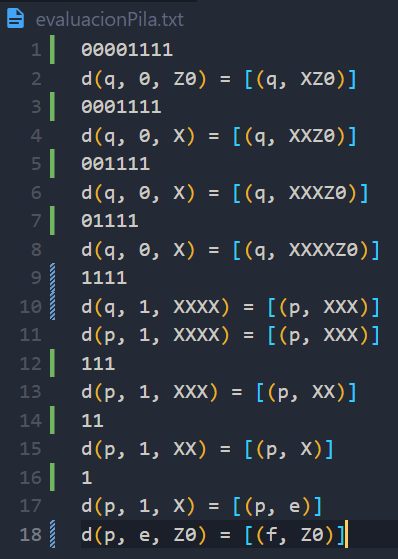 evaluacionPila.txt
1 00001111
2 d(q, 0, Z0) = [(q, XZ0)]
3 0001111
4 d(q, 0, X) = [(q, XXZ0)]
5 001111
6 d(q, 0, X) = [(q, XXXZ0)]
7 01111
8 d(q, 0, X) = [(q, XXXXZ0)]
9 1111
10 d(q, 1, XXXX) = [(p, XXX)]
11 d(p, 1, XXXX) = [(p, XXX)]
12 111
13 d(p, 1, XXX) = [(p, XX)]
14 11
15 d(p, 1, XX) = [(p, X)]
16 1
17 d(p, 1, X) = [(p, e)]
18 d(p, e, Z0) = [(f, Z0)]